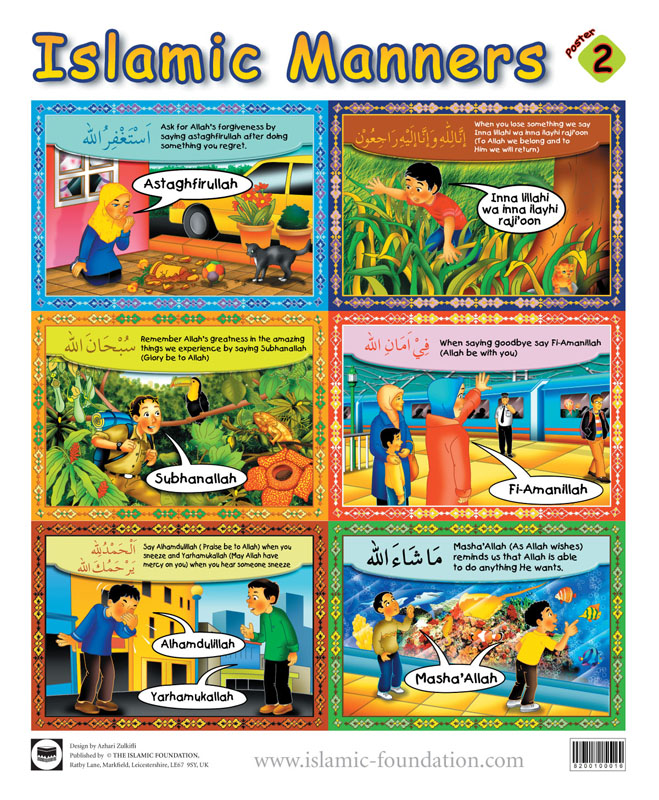 Islamic Manners
Poster
2
أَسْتَغْفِرُ اللّٰه
Ask for Allah's forgiveness by
saying astaghfirullah after doing
something you regret.
Astaghfirullah
إِنَّا لِلّٰهِ وَإِنَّا إِلَيْهِ رَاجِعُوْن
When you lose something we say
Inna lillahi wa inna ilayhi raji'oon
(To Allah we belong and to
Him we will return)
Inna lillahi
wa inna ilayhi
raji'oon
سُبْحَانَ اللّٰه
Remember Allah's greatness in the amazing
things we experience by saying Subhanallah
(Glory be to Allah)
Subhanallah
فِيْ اَمَانِ اللّٰه
When saying goodbye say Fi-Amanillah
(Allah be with you)
Fi-Amanillah
اَلْحَمْدُلِلّٰه
يَرْحَمُكَ اللّٰه
Say Alhamdulillah ( Praise be to Allah) when you
sneeze and Yarhamukallah (May Allah have
mercy on you) when you hear someone sneeze
Alhamdulillah
Yarhamukallah
مَا شَاءَ اللّٰه
Masha'Allah (As Allah wishes)
reminds us that Allah is able
to do anything He wants.
Masha'Allah
Design by Azhari Zulkifli
Published by © THE ISLAMIC FOUNDATION,
Ratby Lane, Markfield, Leicestershire, LE67 9SY, UK
www.islamic-foundation.com
8200100016